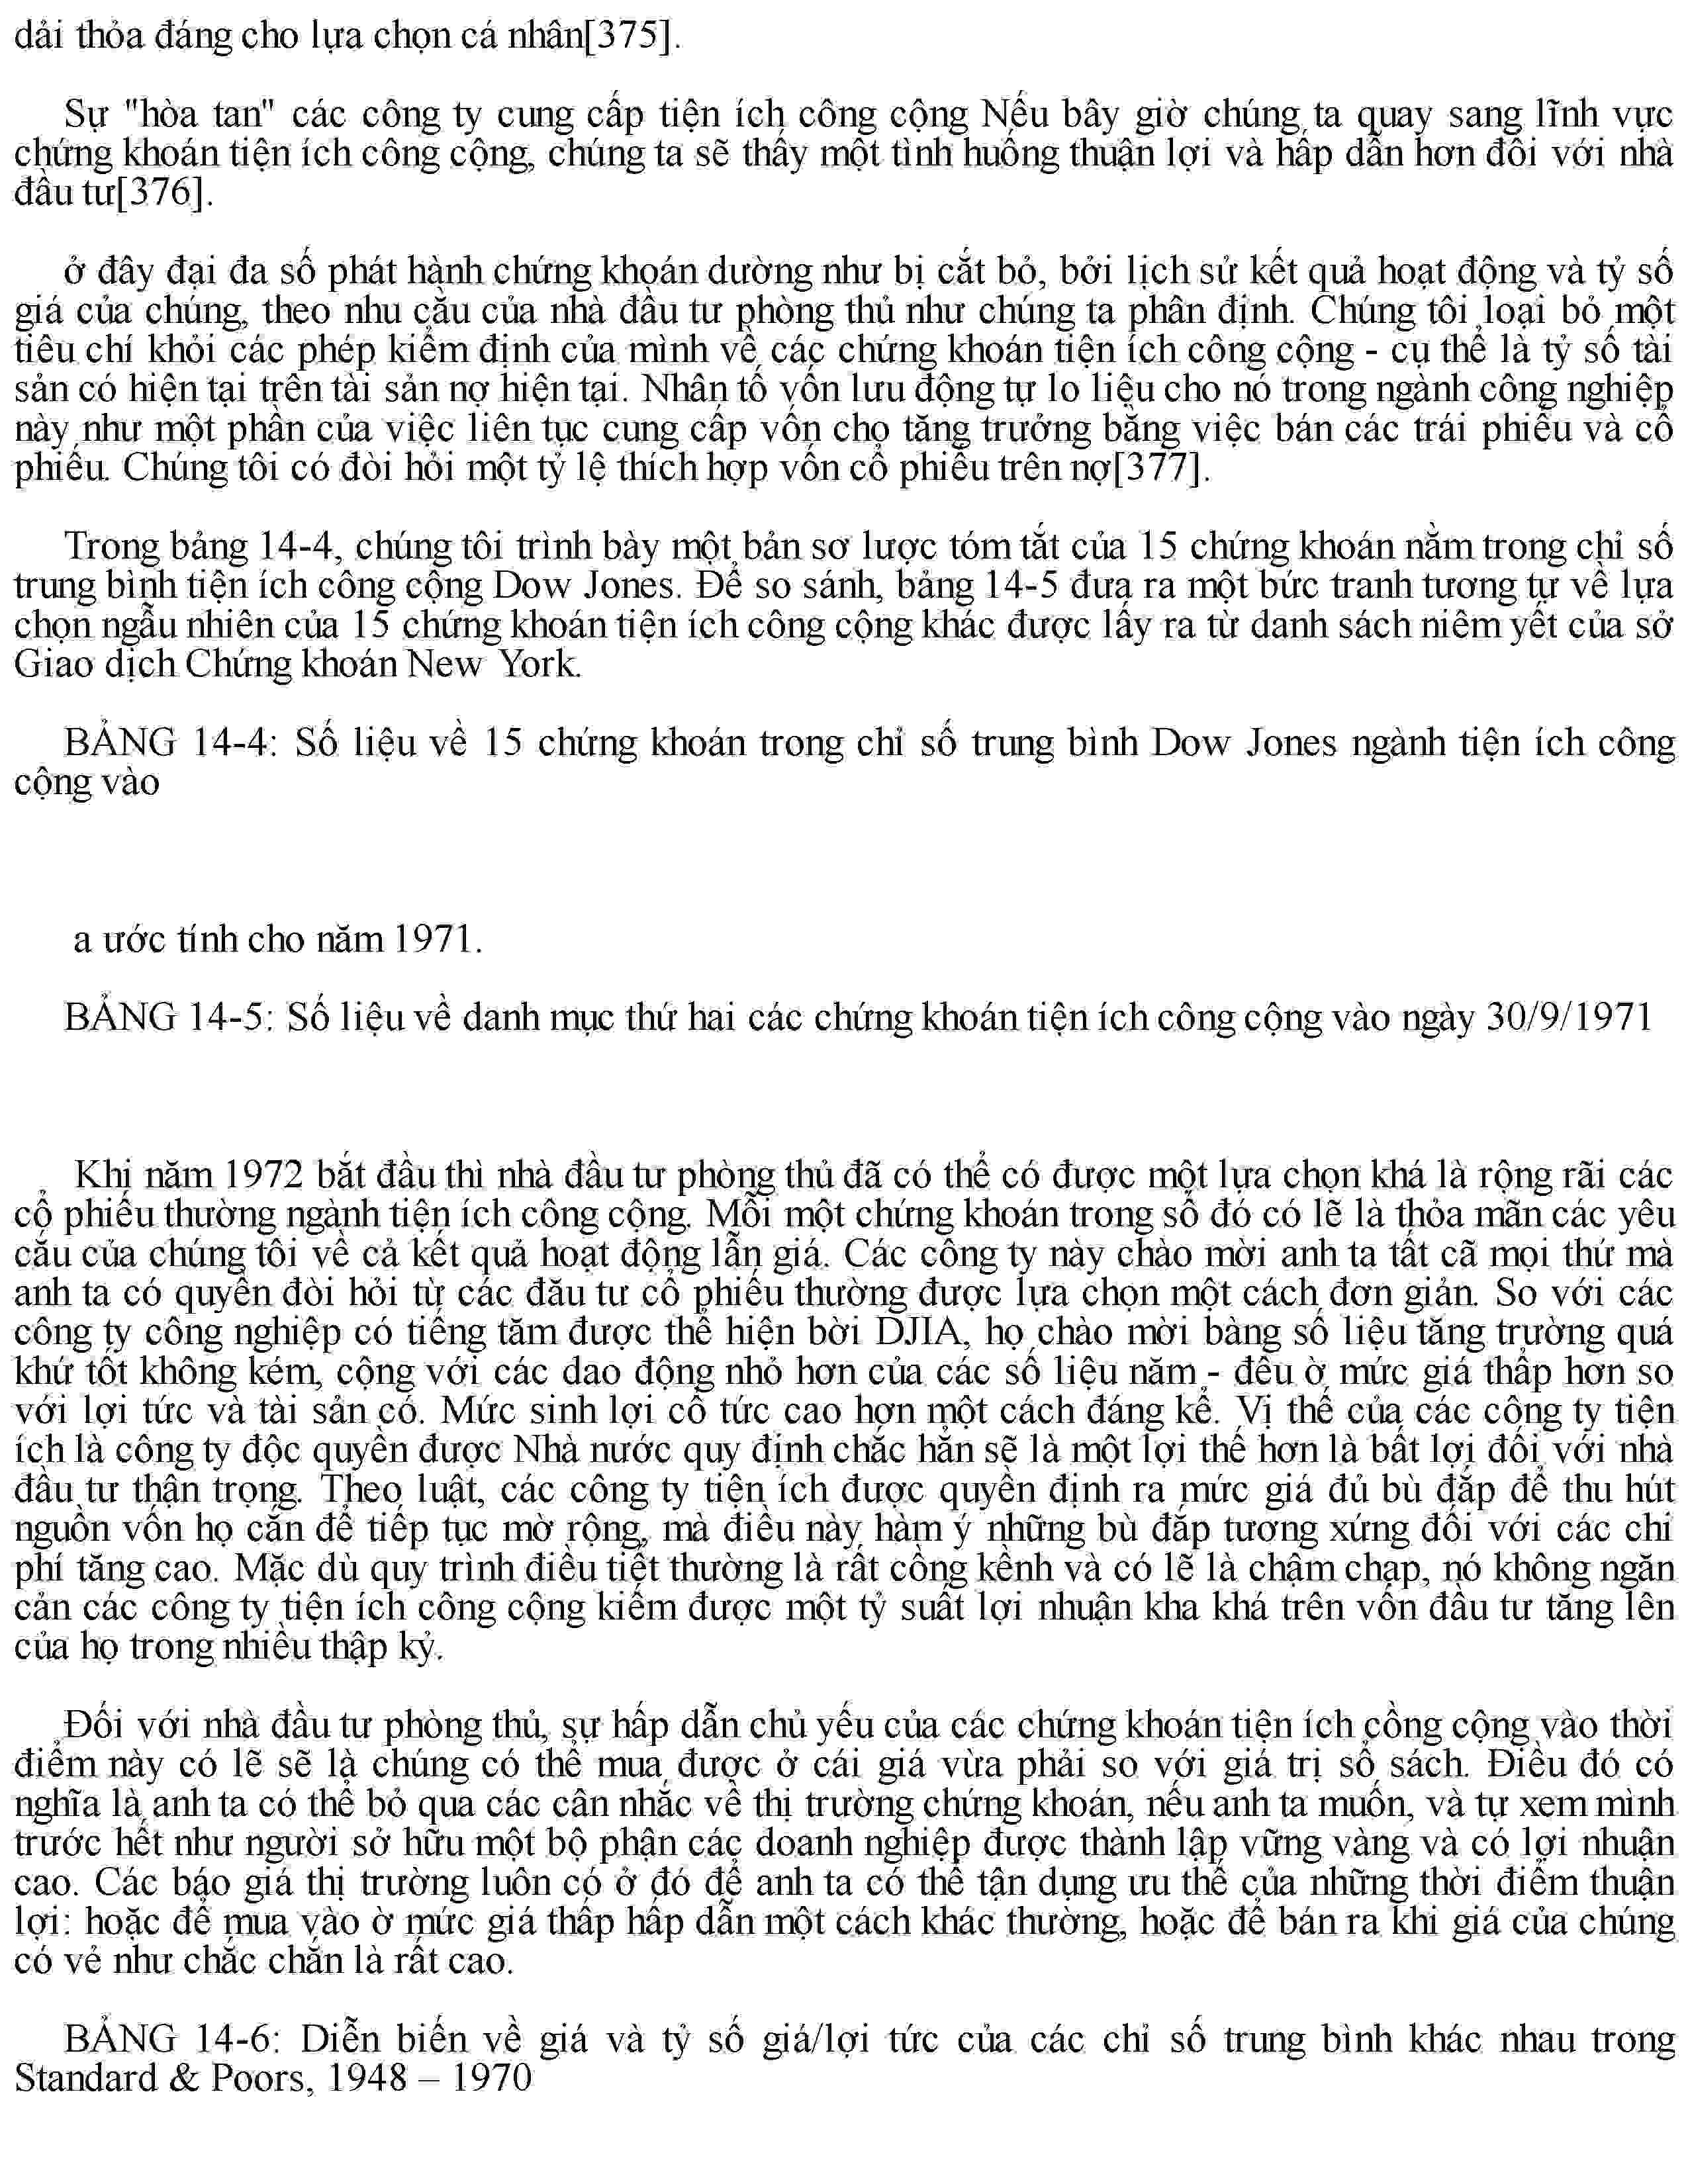 dải thỏa đáng cho lựa chọn cá nhân[375].
Sự "hòa tan" các công ty cung cấp tiện ích công cộng Nếu bây giờ chúng ta quay sang lĩnh vực
chứng khoán tiện ích công cộng, chúng ta sẽ thấy một tình huống thuận lợi và hấp dẫn hơn đối với nhà
đầu tư[376].
ở đây đại đa số phát hành chứng khoán dường như bị cắt bỏ, bởi lịch sử kết quả hoạt động và tỷ số
giá của chúng, theo nhu cầu của nhà đầu tư phòng thủ như chúng ta phân định. Chúng tôi loại bỏ một
tiêu chí khỏi các phép kiểm định của mình về các chứng khoán tiện ích công cộng - cụ thể là tỷ số tài
sản có hiện tại trên tài sản nợ hiện tại. Nhân tố vốn lưu động tự lo liệu cho nó trong ngành công nghiệp
này như một phần của việc liên tục cung cấp vốn cho tăng trưởng bằng việc bán các trái phiếu và cổ
phiếu. Chúng tôi có đòi hỏi một tỷ lệ thích hợp vốn cổ phiếu trên nợ[377].
Trong bảng 14-4, chúng tôi trình bày một bản sơ lược tóm tắt của 15 chứng khoán nằm trong chỉ số
trung bình tiện ích công cộng Dow Jones. Để so sánh, bảng 14-5 đưa ra một bức tranh tương tự về lựa
chọn ngẫu nhiên của 15 chứng khoán tiện ích công cộng khác được lấy ra từ danh sách niêm yết của sở
Giao dịch Chứng khoán New York.
BẢNG 14-4: Số liệu về 15 chứng khoán trong chỉ số trung bình Dow Jones ngành tiện ích công
cộng vào
a ước tính cho năm 1971.
BẢNG 14-5: Số liệu về danh mục thứ hai các chứng khoán tiện ích công cộng vào ngày 30/9/1971
Khi năm 1972 bắt đầu thì nhà đầu tư phòng thủ đã có thể có được một lựa chọn khá là rộng rãi các
cổ phiếu thường ngành tiện ích công cộng. Mỗi một chứng khoán trong số đó có lẽ là thỏa mãn các yêu
cầu của chúng tôi về cả kết quả hoạt động lẫn giá. Các công ty này chào mời anh ta tất cã mọi thứ mà
anh ta có quyền đòi hỏi từ các đău tư cổ phiếu thường được lựa chọn một cách đơn giản. So với các
công ty công nghiệp có tiếng tăm được thể hiện bời DJIA, họ chào mời bàng số liệu tăng trường quá
khứ tốt không kém, cộng với các dao động nhỏ hơn của các số liệu năm - đều ờ mức giá thấp hơn so
với lợi tức và tài sản có. Mức sinh lợi cổ tức cao hơn một cách đáng kể. Vị thế của các công ty tiện
ích là công ty độc quyền được Nhà nước quy định chắc hẳn sẽ là một lợi thế hơn là bất lợi đối với nhà
đầu tư thận trọng. Theo luật, các công ty tiện ích được quyền định ra mức giá đủ bù đắp để thu hút
nguồn vốn họ cần để tiếp tục mờ rộng, mà điều này hàm ý những bù đắp tương xứng đối với các chi
phí tăng cao. Mặc dù quy trình điều tiết thường là rất cồng kềnh và có lẽ là chậm chạp, nó không ngăn
cản các công ty tiện ích công cộng kiếm được một tỷ suất lợi nhuận kha khá trên vốn đầu tư tăng lên
của họ trong nhiều thập kỷ.
Đối với nhà đầu tư phòng thủ, sự hấp dẫn chủ yếu của các chứng khoán tiện ích cồng cộng vào thời
điểm này có lẽ sẽ là chúng có thể mua được ở cái giá vừa phải so với giá trị sổ sách. Điều đó có
nghĩa là anh ta có thể bỏ qua các cân nhắc về thị trường chứng khoán, nếu anh ta muốn, và tự xem mình
trước hết như người sở hữu một bộ phận các doanh nghiệp được thành lập vững vàng và có lợi nhuận
cao. Các báo giá thị trường luôn có ở đó để anh ta có thể tận dụng ưu thế của những thời điểm thuận
lợi: hoặc để mua vào ờ mức giá thấp hấp dẫn một cách khác thường, hoặc để bán ra khi giá của chúng
có vẻ như chắc chắn là rất cao.
BẢNG 14-6: Diễn biến về giá và tỷ số giá/lợi tức của các chỉ số trung bình khác nhau trong
Standard & Poors, 1948 – 1970